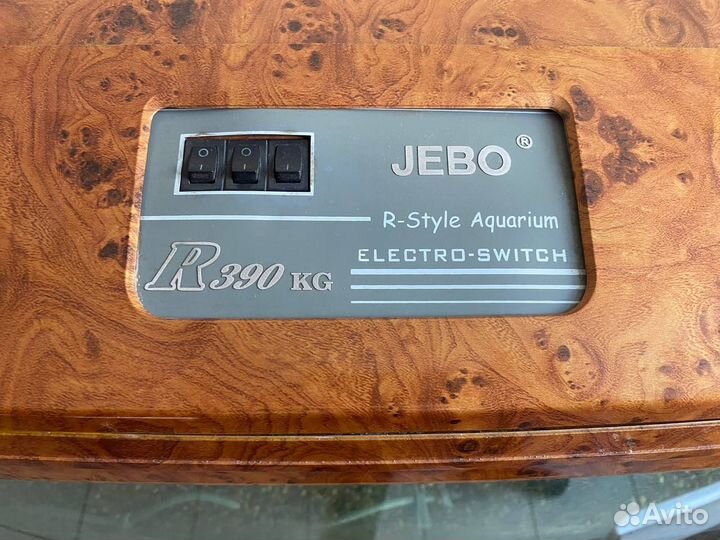 JEBO ®
R-Style Aquarium
ELECTRO-SWITCH
R390 KG
Avito